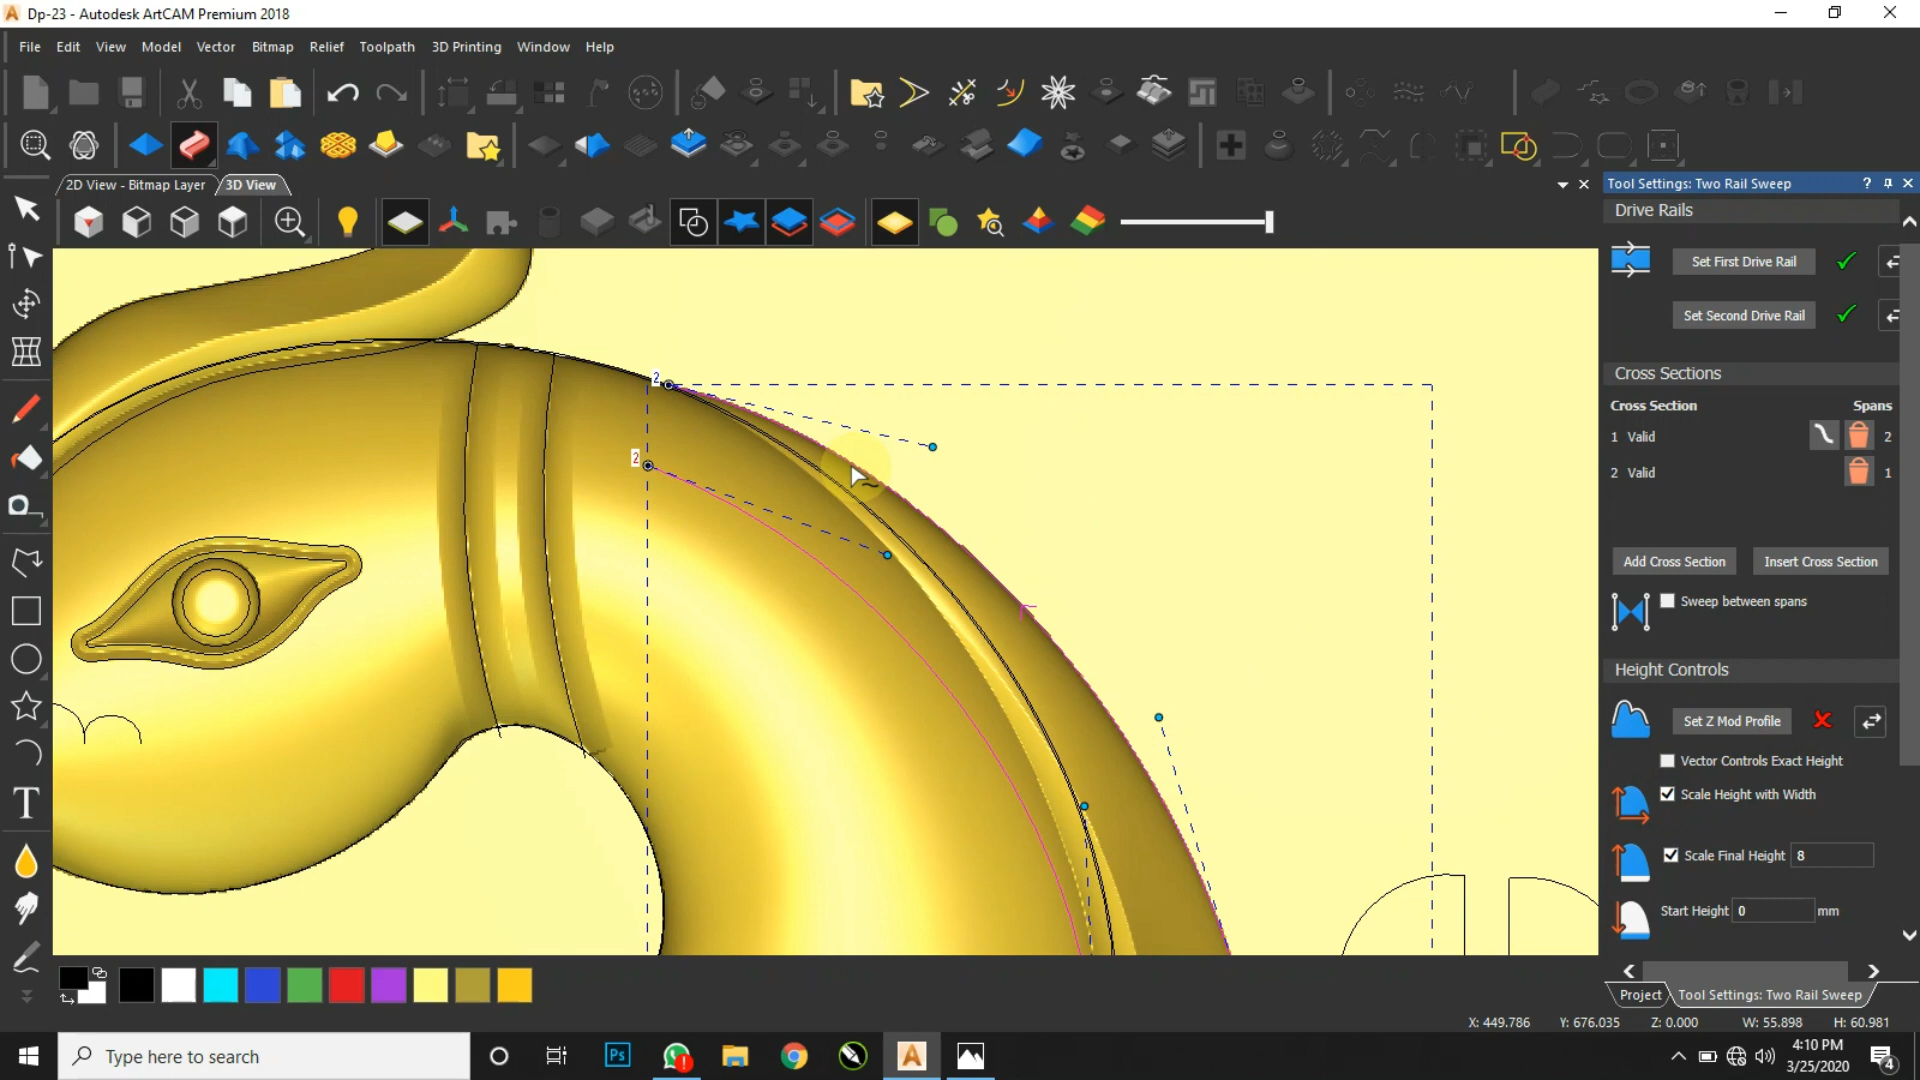 Dp-23 - Autodesk ArtCAM Premium 2018
File Edit View Model Vector Bitmap Relief Toolpath 3D Printing Window Help
2D View - Bitmap Layer 3D View
2
2
Tool Settings: Two Rail Sweep
Drive Rails
Set First Drive Rail
Set Second Drive Rail
Cross Sections
Cross Section Spans
1 Valid 2
2 Valid 1
Add Cross Section Insert Cross Section
Sweep between spans
Height Controls
Set Z Mod Profile
Vector Controls Exact Height
Scale Height with Width
Scale Final Height 8
Start Height 0 mm
Project Tool Settings: Two Rail Sweep
X: 449.786 Y: 676.035 Z: 0.000 W: 55.898 H: 60.981
Type here to search
Ps
A
4:10 PM
3/25/2020
4